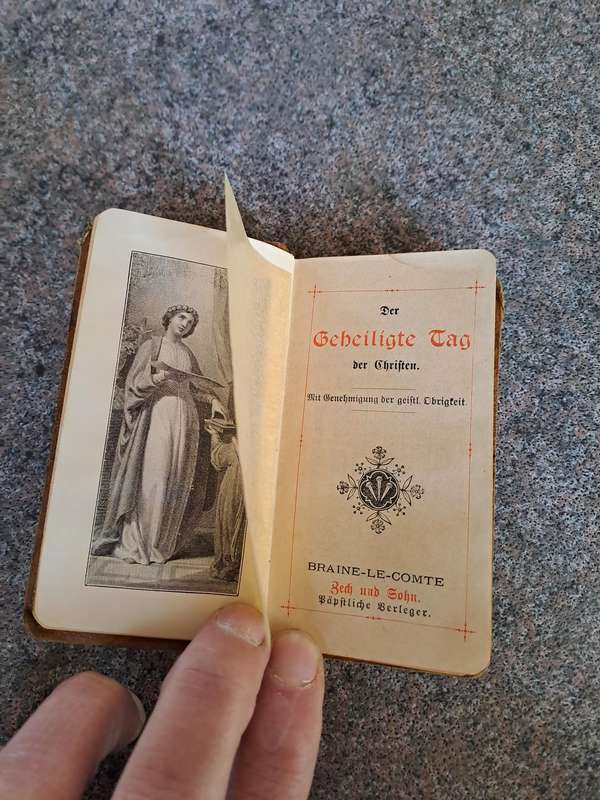 Der
Geheiligte Tag
der Christen.
Mit Genehmigung der geistl. Obrigkeit.
BRAINE-LE-COMTE
Zech und Sohn.
Päpstliche Verleger.